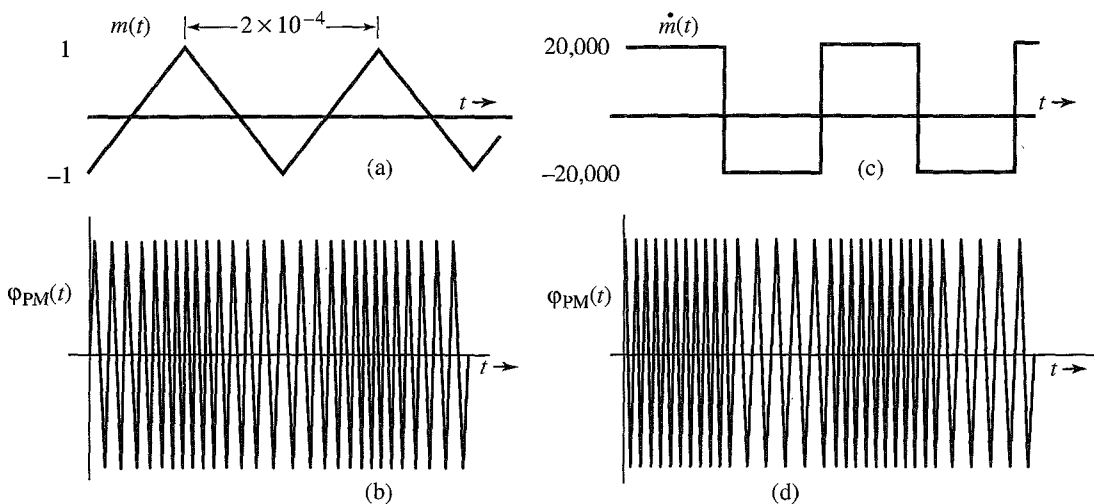 m(t)
2 × 10⁻⁴
1
t →
(a)
−1
ṁ(t)
20,000
t →
(c)
−20,000
φPM(t)
t →
(b)
φPM(t)
t →
(d)